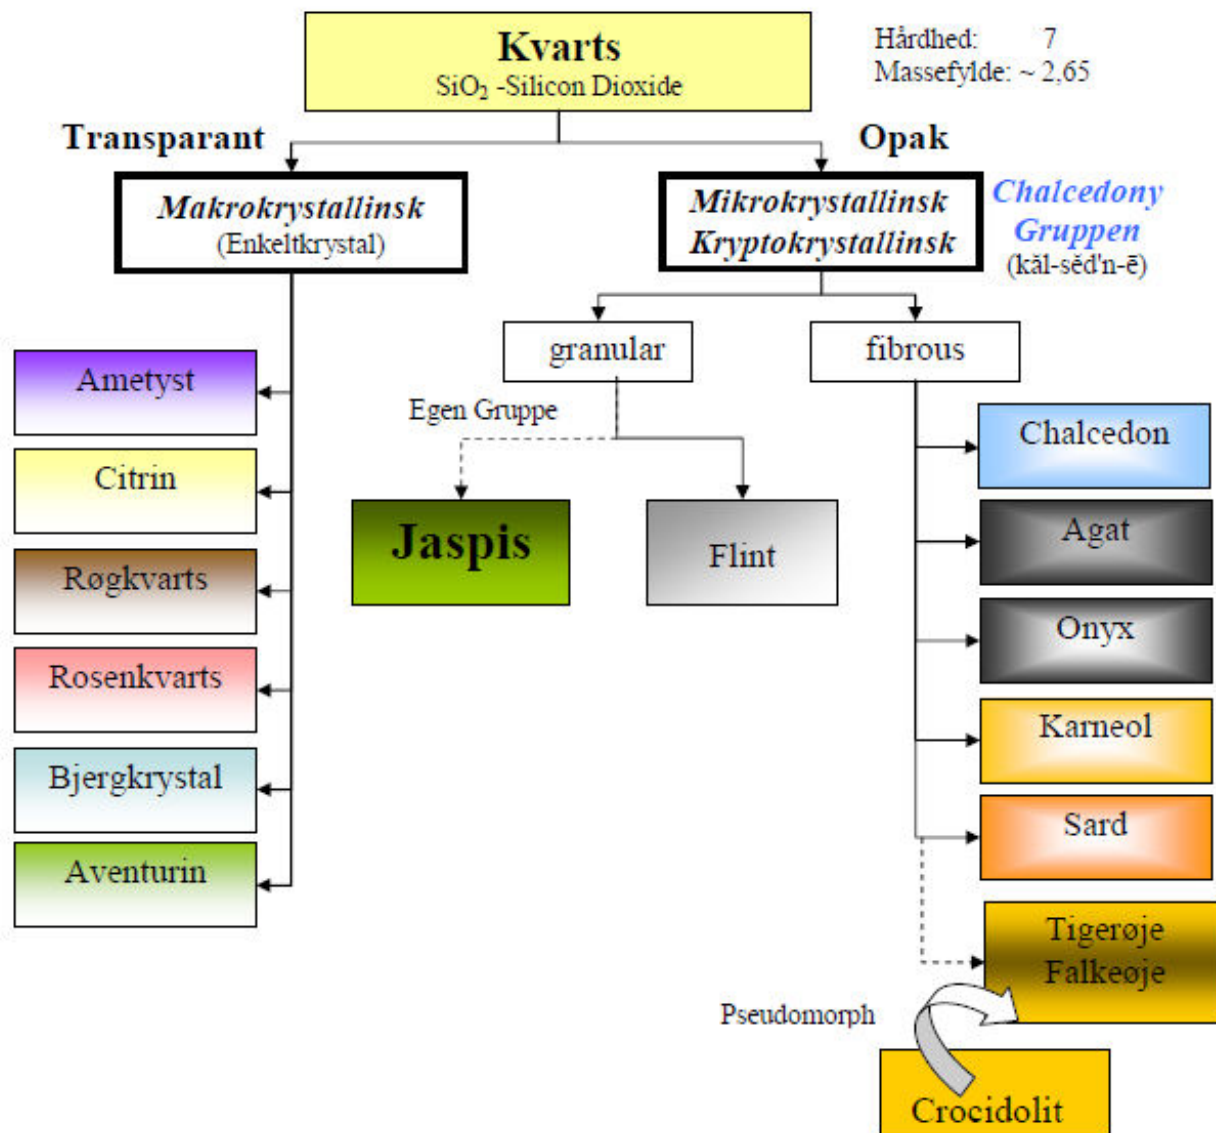 Kvarts
SiO₂ -Silicon Dioxide
Hårdhed: 7
Massefylde: ~ 2,65
Transparant
Opak
Makrokrystallinsk
(Enkeltkrystal)
Mikrokrystallinsk
Kryptokrystallinsk
Chalcedony
Gruppen
(kăl-sĕd'n-ē)
granular
fibrous
Egen Gruppe
Ametyst
Citrin
Røgkvarts
Rosenkvarts
Bjergkrystal
Aventurin
Jaspis
Flint
Chalcedon
Agat
Onyx
Karneol
Sard
Tigerøje
Falkeøje
Pseudomorph
Crocidolit